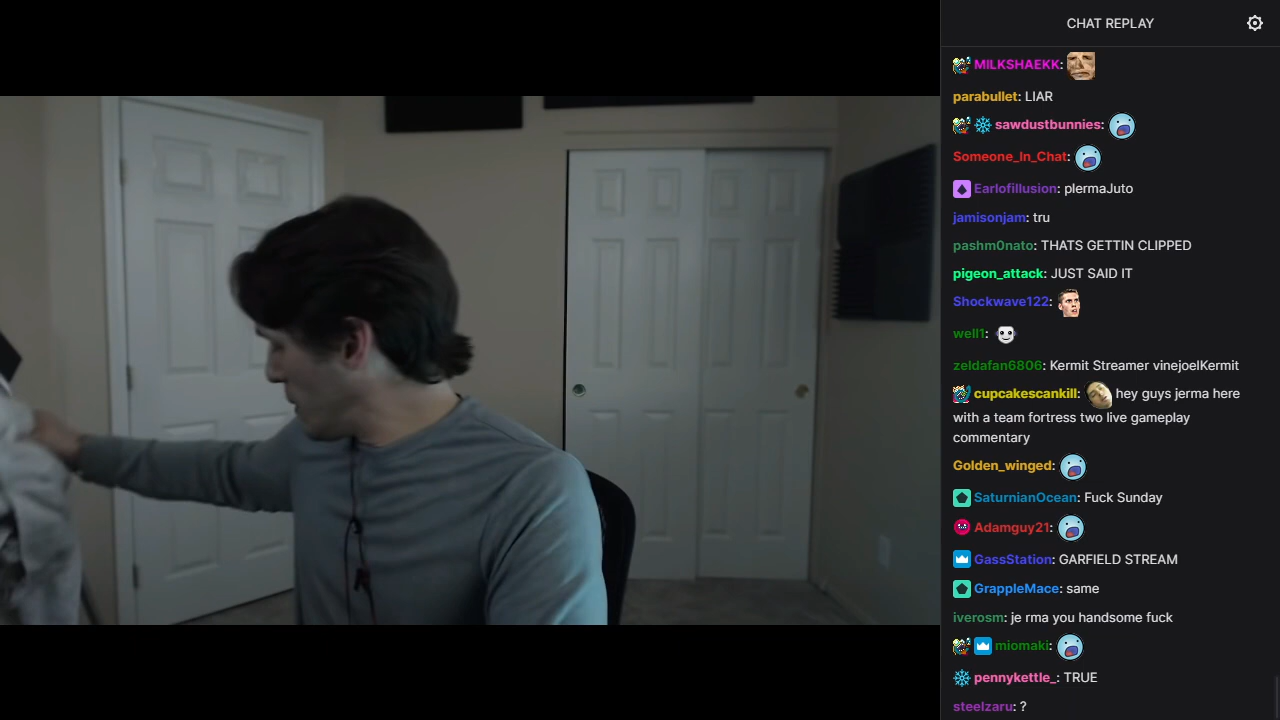 CHAT REPLAY
MILKSHAEKK:
parabullet: LIAR
sawdustbunnies:
Someone_In_Chat:
Earlofillusion: plermaJuto
jamisonjam: tru
pashm0nato: THATS GETTIN CLIPPED
pigeon_attack: JUST SAID IT
Shockwave122:
well1:
zeldafan6806: Kermit Streamer vinejoelKermit
cupcakescankill: hey guys jerma here
with a team fortress two live gameplay
commentary
Golden_winged:
SaturnianOcean: Fuck Sunday
Adamguy21:
GassStation: GARFIELD STREAM
GrappleMace: same
iverosm: je rma you handsome fuck
miomaki:
pennykettle_: TRUE
steelzaru: ?